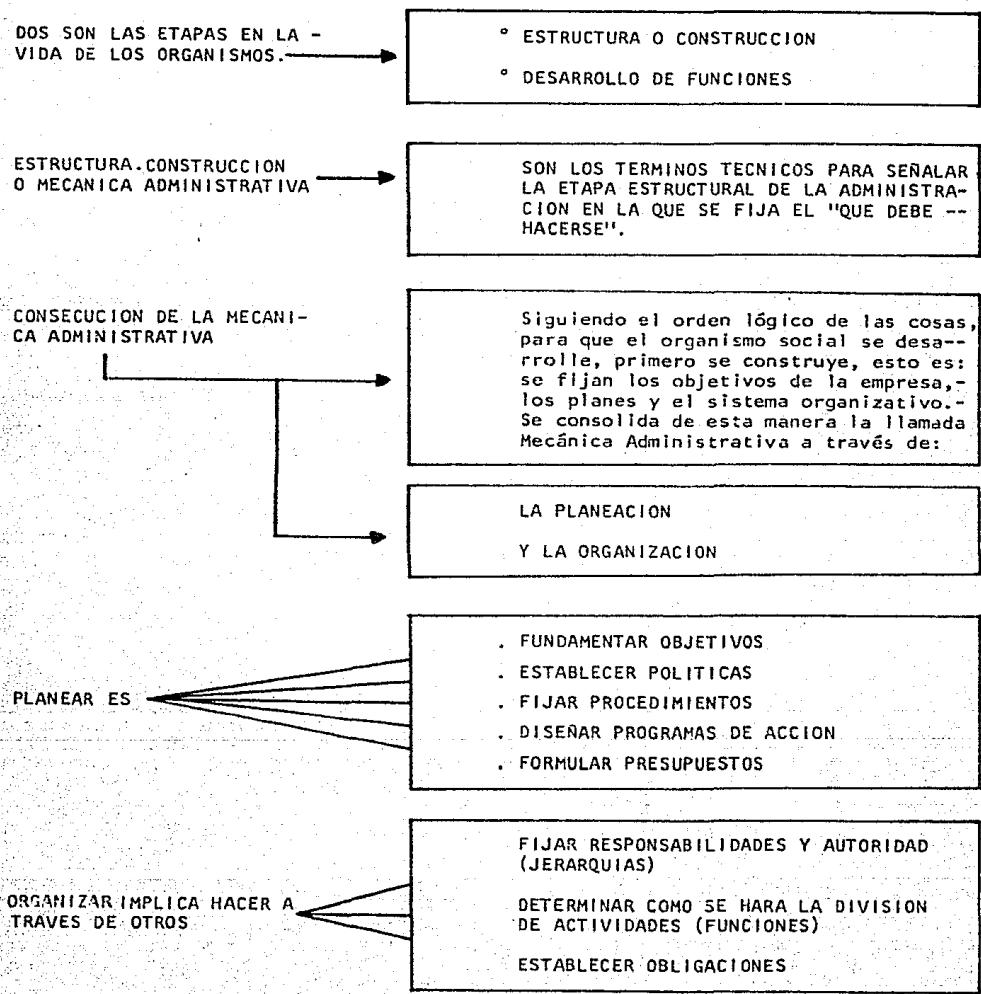 DOS SON LAS ETAPAS EN LA -
VIDA DE LOS ORGANISMOS.
° ESTRUCTURA O CONSTRUCCION
° DESARROLLO DE FUNCIONES
ESTRUCTURA.CONSTRUCCION
O MECANICA ADMINISTRATIVA
SON LOS TERMINOS TECNICOS PARA SEÑALAR
LA ETAPA ESTRUCTURAL DE LA ADMINISTRA-
CION EN LA QUE SE FIJA EL "QUE DEBE --
HACERSE".
CONSECUCION DE LA MECANI-
CA ADMINISTRATIVA
Siguiendo el orden lógico de las cosas,
para que el organismo social se desa--
rrolle, primero se construye, esto es:
se fijan los objetivos de la empresa,-
los planes y el sistema organizativo.-
Se consolida de esta manera la llamada
Mecánica Administrativa a través de:
LA PLANEACION
Y LA ORGANIZACION
PLANEAR ES
. FUNDAMENTAR OBJETIVOS
. ESTABLECER POLITICAS
. FIJAR PROCEDIMIENTOS
. DISEÑAR PROGRAMAS DE ACCION
. FORMULAR PRESUPUESTOS
ORGANIZAR IMPLICA HACER A
TRAVES DE OTROS
FIJAR RESPONSABILIDADES Y AUTORIDAD
(JERARQUIAS)
DETERMINAR COMO SE HARA LA DIVISION
DE ACTIVIDADES (FUNCIONES)
ESTABLECER OBLIGACIONES